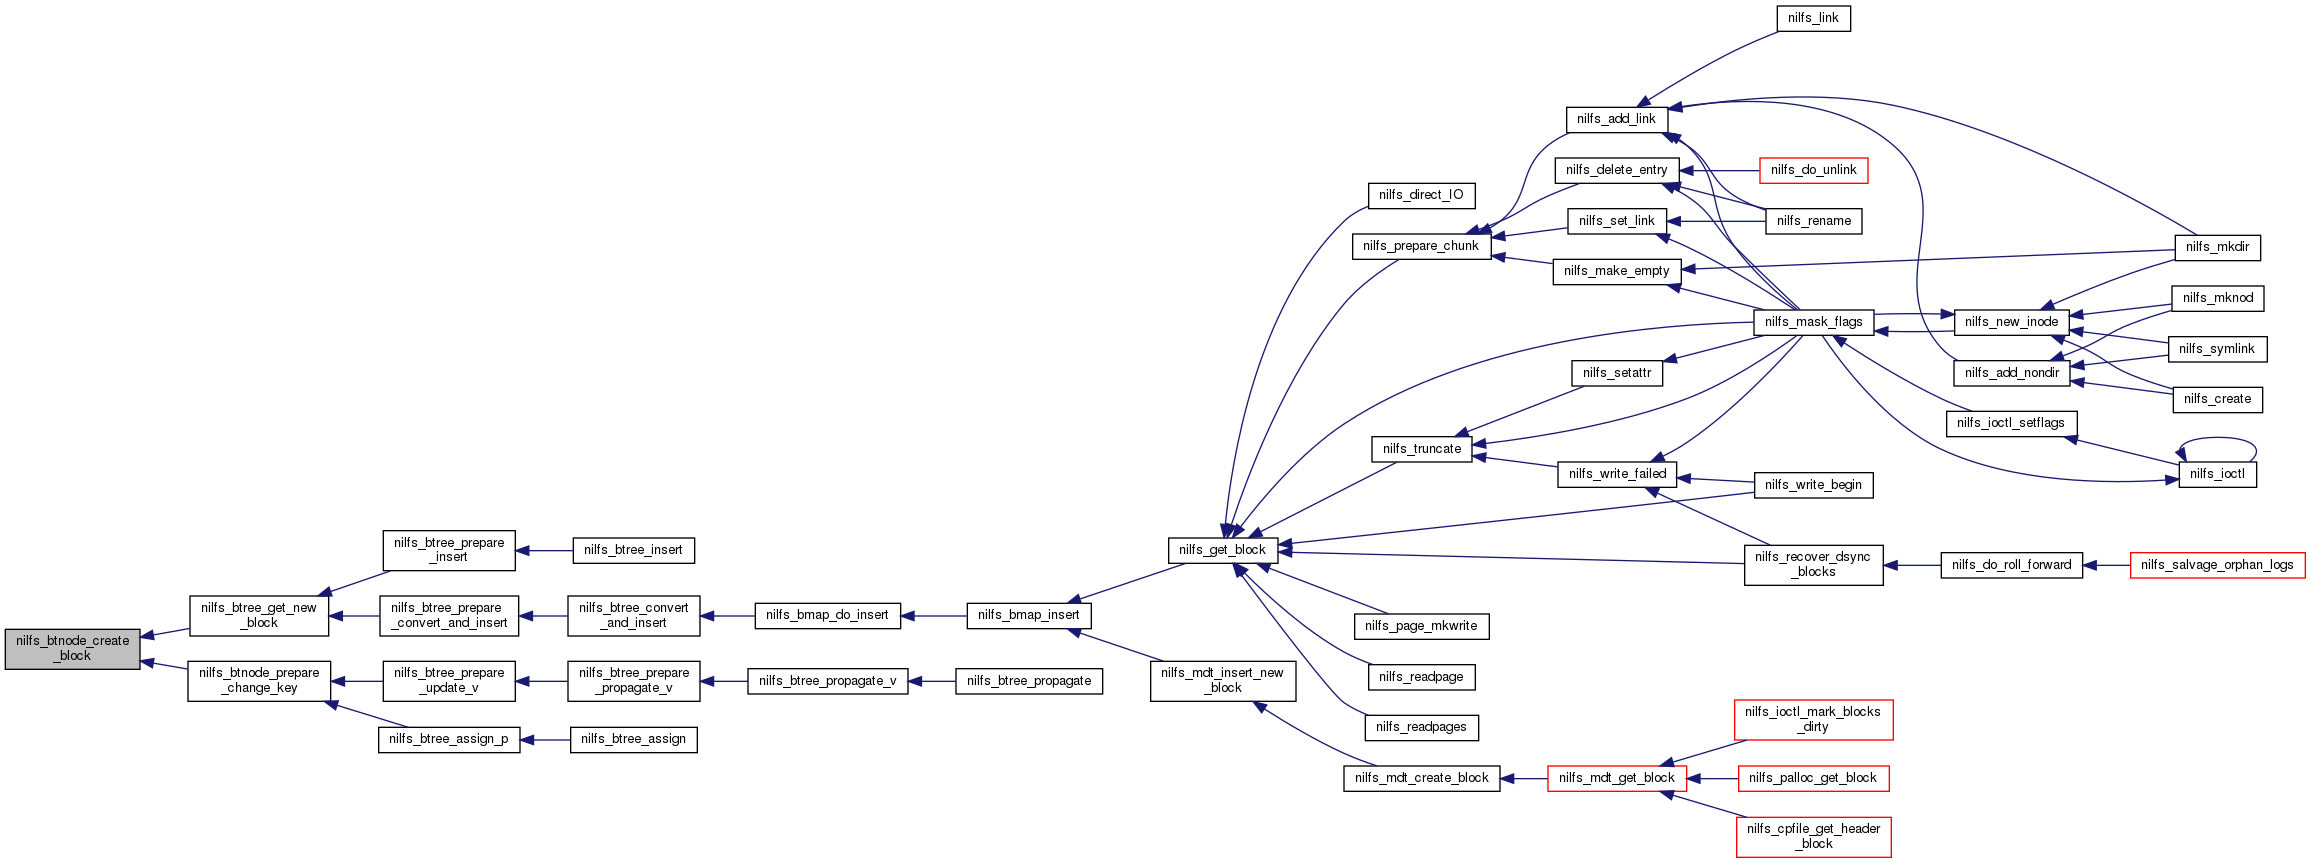 nilfs_link
nilfs_add_link
nilfs_delete_entry
nilfs_do_unlink
nilfs_direct_IO
nilfs_set_link
nilfs_rename
nilfs_prepare_chunk
nilfs_mkdir
nilfs_make_empty
nilfs_mknod
nilfs_mask_flags
nilfs_new_inode
nilfs_symlink
nilfs_setattr
nilfs_add_nondir
nilfs_create
nilfs_ioctl_setflags
nilfs_truncate
nilfs_write_failed
nilfs_ioctl
nilfs_write_begin
nilfs_btree_prepare
_insert
nilfs_btree_insert
nilfs_get_block
nilfs_recover_dsync
_blocks
nilfs_do_roll_forward
nilfs_salvage_orphan_logs
nilfs_btree_get_new
_block
nilfs_btree_prepare
_convert_and_insert
nilfs_btree_convert
_and_insert
nilfs_bmap_do_insert
nilfs_bmap_insert
nilfs_page_mkwrite
nilfs_btnode_create
_block
nilfs_btnode_prepare
_change_key
nilfs_btree_prepare
_update_v
nilfs_btree_prepare
_propagate_v
nilfs_btree_propagate_v
nilfs_btree_propagate
nilfs_mdt_insert_new
_block
nilfs_readpage
nilfs_readpages
nilfs_btree_assign_p
nilfs_btree_assign
nilfs_ioctl_mark_blocks
_dirty
nilfs_mdt_create_block
nilfs_mdt_get_block
nilfs_palloc_get_block
nilfs_cpfile_get_header
_block